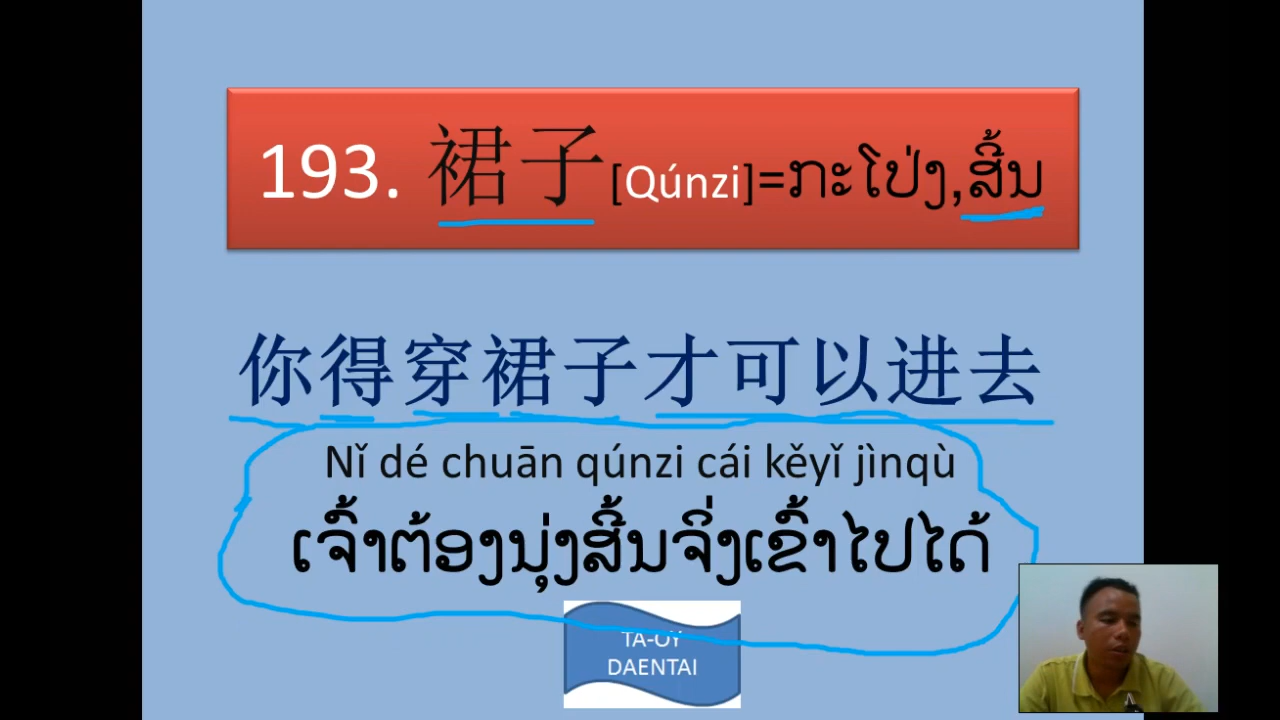 193. 裙子[Qúnzi]=ກະໂປ່ງ,ສິ້ນ
你得穿裙子才可以进去
Nǐ dé chuān qúnzi cái kěyǐ jìnqù
ເຈົ້າຕ້ອງນຸ່ງສິ້ນຈິ່ງເຂົ້າໄປໄດ້
TA-OY
DAENTAI